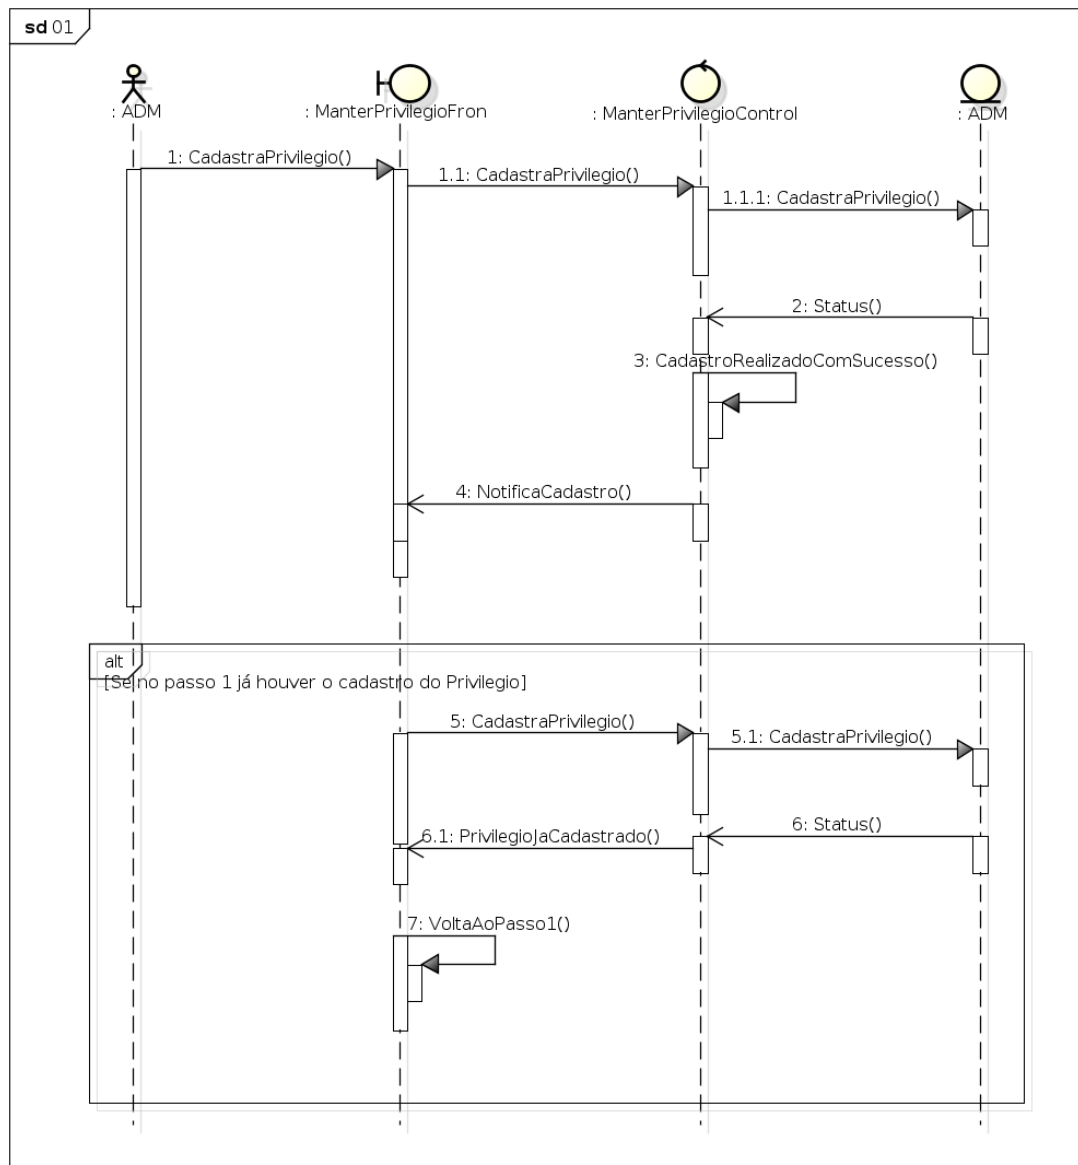 sd 01
: ADM
: ManterPrivilegioFron
: ManterPrivilegioControl
: ADM
1: CadastraPrivilegio()
1.1: CadastraPrivilegio()
1.1.1: CadastraPrivilegio()
2: Status()
3: CadastroRealizadoComSucesso()
4: NotificaCadastro()
alt
[Se no passo 1 já houver o cadastro do Privilegio]
5: CadastraPrivilegio()
5.1: CadastraPrivilegio()
6: Status()
6.1: PrivilegioJaCadastrado()
7: VoltaAoPasso1()